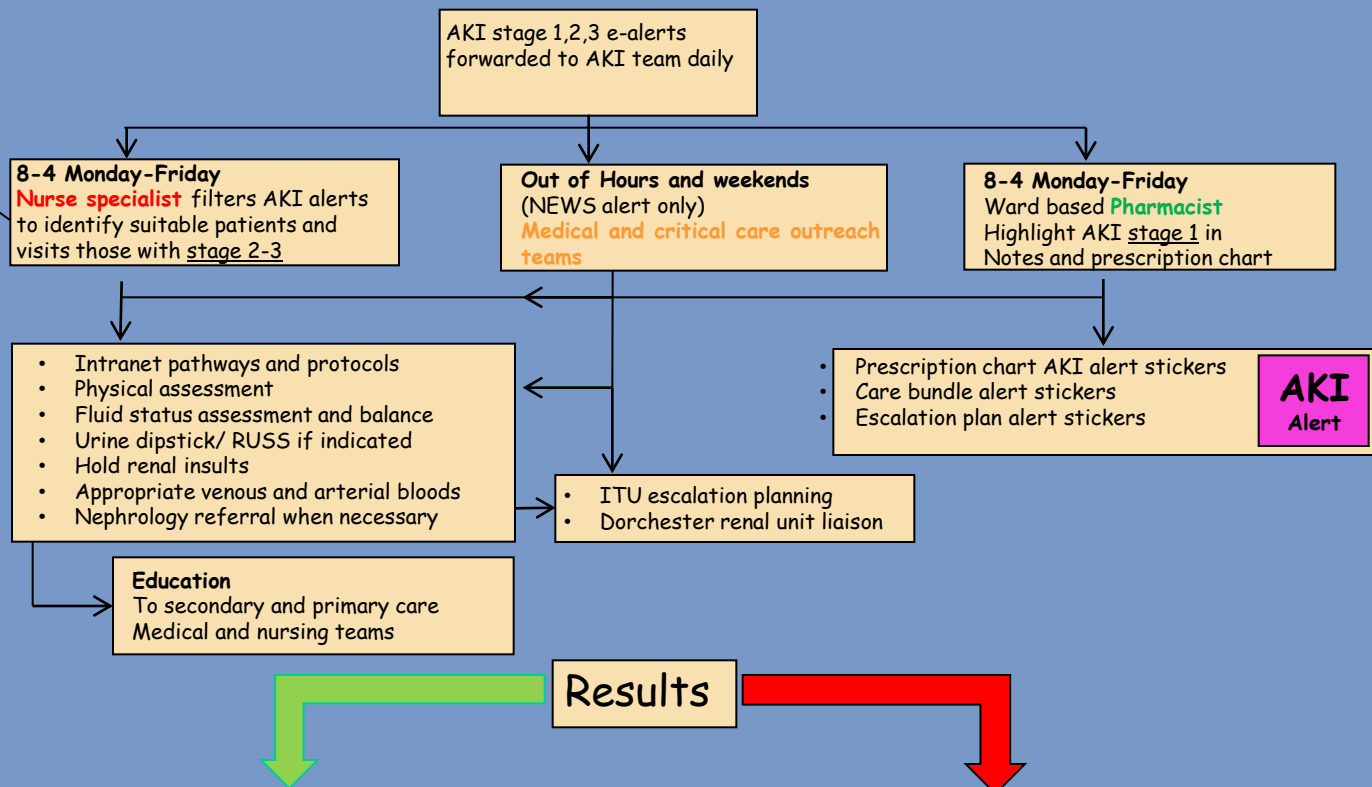 AKI stage 1,2,3 e-alerts
forwarded to AKI team daily
8-4 Monday-Friday
Nurse specialist filters AKI alerts
to identify suitable patients and
visits those with stage 2-3
Out of Hours and weekends
(NEWS alert only)
Medical and critical care outreach
teams
8-4 Monday-Friday
Ward based Pharmacist
Highlight AKI stage 1 in
Notes and prescription chart
• Intranet pathways and protocols
• Physical assessment
• Fluid status assessment and balance
• Urine dipstick/ RUSS if indicated
• Hold renal insults
• Appropriate venous and arterial bloods
• Nephrology referral when necessary
• Prescription chart AKI alert stickers
• Care bundle alert stickers
• Escalation plan alert stickers
AKI
Alert
• ITU escalation planning
• Dorchester renal unit liaison
Education
To secondary and primary care
Medical and nursing teams
Results